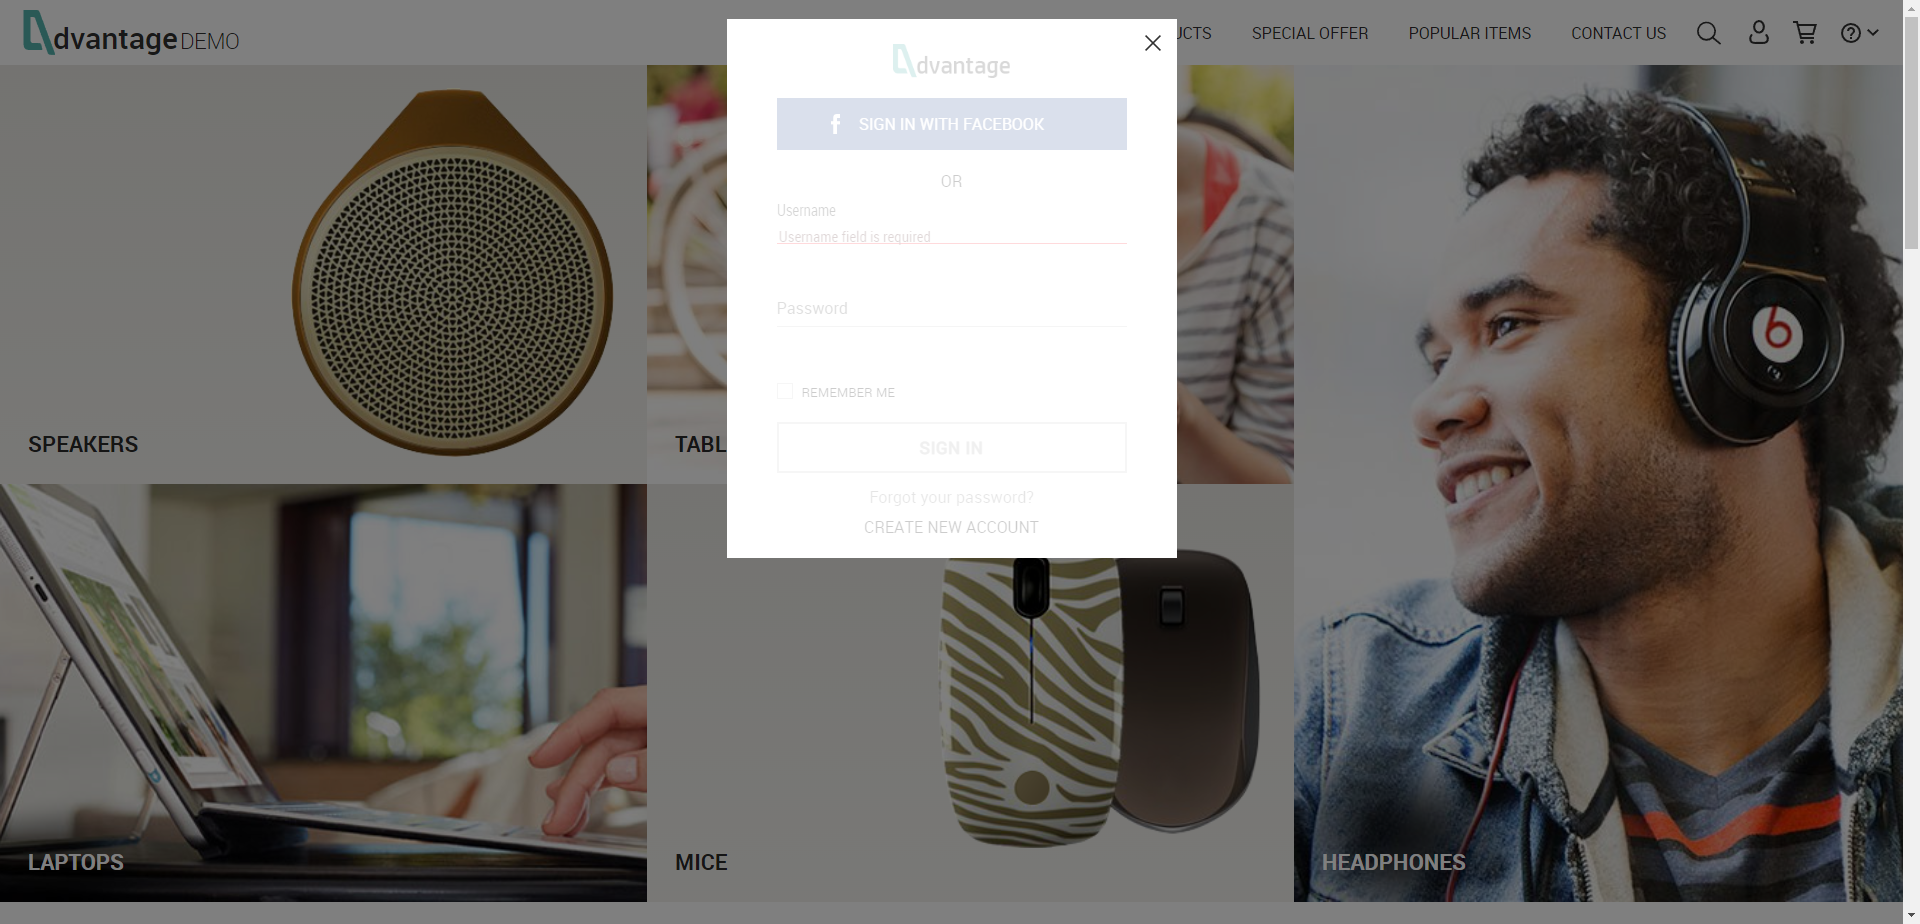 dvantage DEMO
UCTS
SPECIAL OFFER
POPULAR ITEMS
CONTACT US
dvantage
SIGN IN WITH FACEBOOK
OR
Username
Username field is required
Password
REMEMBER ME
SIGN IN
Forgot your password?
CREATE NEW ACCOUNT
SPEAKERS
TABL
LAPTOPS
MICE
HEADPHONES